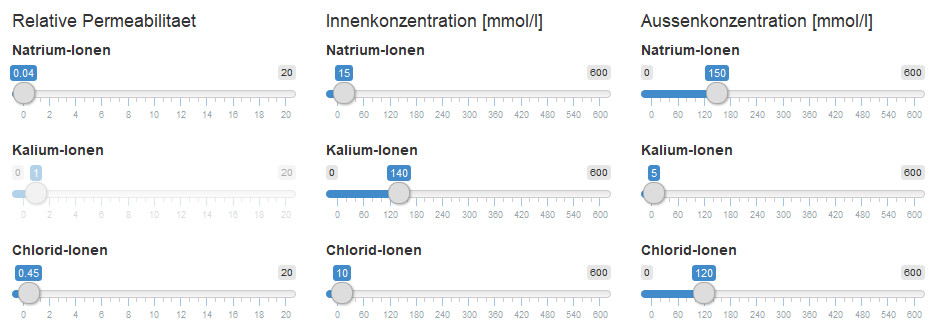 Relative Permeabilitaet Innenkonzentration [mmol/l] Aussenkonzentration [mmol/l]
Natrium-Ionen Natrium-Ionen Natrium-Ionen
0.04 20 15 600 0 150 600
0 2 4 6 8 10 12 14 16 18 20 0 60 120 180 240 300 360 420 480 540 600 0 60 120 180 240 300 360 420 480 540 600
Kalium-Ionen Kalium-Ionen Kalium-Ionen
0 1 20 0 140 600 5 600
0 2 4 6 8 10 12 14 16 18 20 0 60 120 180 240 300 360 420 480 540 600 0 60 120 180 240 300 360 420 480 540 600
Chlorid-Ionen Chlorid-Ionen Chlorid-Ionen
0.45 20 10 600 0 120 600
0 2 4 6 8 10 12 14 16 18 20 0 60 120 180 240 300 360 420 480 540 600 0 60 120 180 240 300 360 420 480 540 600